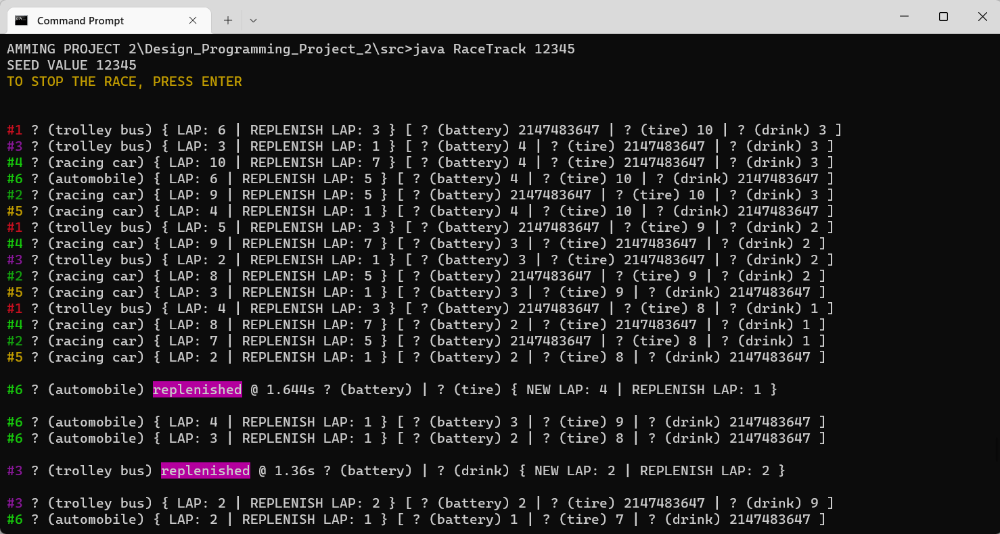 Command Prompt
AMMING PROJECT 2\Design_Programming_Project_2\src>java RaceTrack 12345
SEED VALUE 12345
TO STOP THE RACE, PRESS ENTER
#1 ? (trolley bus) { LAP: 6 | REPLENISH LAP: 3 } [ ? (battery) 2147483647 | ? (tire) 10 | ? (drink) 3 ]
#3 ? (trolley bus) { LAP: 3 | REPLENISH LAP: 1 } [ ? (battery) 4 | ? (tire) 2147483647 | ? (drink) 3 ]
#4 ? (racing car) { LAP: 10 | REPLENISH LAP: 7 } [ ? (battery) 4 | ? (tire) 2147483647 | ? (drink) 3 ]
#6 ? (automobile) { LAP: 6 | REPLENISH LAP: 5 } [ ? (battery) 4 | ? (tire) 10 | ? (drink) 2147483647 ]
#2 ? (racing car) { LAP: 9 | REPLENISH LAP: 5 } [ ? (battery) 2147483647 | ? (tire) 10 | ? (drink) 3 ]
#5 ? (racing car) { LAP: 4 | REPLENISH LAP: 1 } [ ? (battery) 4 | ? (tire) 10 | ? (drink) 2147483647 ]
#1 ? (trolley bus) { LAP: 5 | REPLENISH LAP: 3 } [ ? (battery) 2147483647 | ? (tire) 9 | ? (drink) 2 ]
#4 ? (racing car) { LAP: 9 | REPLENISH LAP: 7 } [ ? (battery) 3 | ? (tire) 2147483647 | ? (drink) 2 ]
#3 ? (trolley bus) { LAP: 2 | REPLENISH LAP: 1 } [ ? (battery) 3 | ? (tire) 2147483647 | ? (drink) 2 ]
#2 ? (racing car) { LAP: 8 | REPLENISH LAP: 5 } [ ? (battery) 2147483647 | ? (tire) 9 | ? (drink) 2 ]
#5 ? (racing car) { LAP: 3 | REPLENISH LAP: 1 } [ ? (battery) 3 | ? (tire) 9 | ? (drink) 2147483647 ]
#1 ? (trolley bus) { LAP: 4 | REPLENISH LAP: 3 } [ ? (battery) 2147483647 | ? (tire) 8 | ? (drink) 1 ]
#4 ? (racing car) { LAP: 8 | REPLENISH LAP: 7 } [ ? (battery) 2 | ? (tire) 2147483647 | ? (drink) 1 ]
#2 ? (racing car) { LAP: 7 | REPLENISH LAP: 5 } [ ? (battery) 2147483647 | ? (tire) 8 | ? (drink) 1 ]
#5 ? (racing car) { LAP: 2 | REPLENISH LAP: 1 } [ ? (battery) 2 | ? (tire) 8 | ? (drink) 2147483647 ]
#6 ? (automobile) replenished @ 1.644s ? (battery) | ? (tire) { NEW LAP: 4 | REPLENISH LAP: 1 }
#6 ? (automobile) { LAP: 4 | REPLENISH LAP: 1 } [ ? (battery) 3 | ? (tire) 9 | ? (drink) 2147483647 ]
#6 ? (automobile) { LAP: 3 | REPLENISH LAP: 1 } [ ? (battery) 2 | ? (tire) 8 | ? (drink) 2147483647 ]
#3 ? (trolley bus) replenished @ 1.36s ? (battery) | ? (drink) { NEW LAP: 2 | REPLENISH LAP: 2 }
#3 ? (trolley bus) { LAP: 2 | REPLENISH LAP: 2 } [ ? (battery) 2 | ? (tire) 2147483647 | ? (drink) 9 ]
#6 ? (automobile) { LAP: 2 | REPLENISH LAP: 1 } [ ? (battery) 1 | ? (tire) 7 | ? (drink) 2147483647 ]